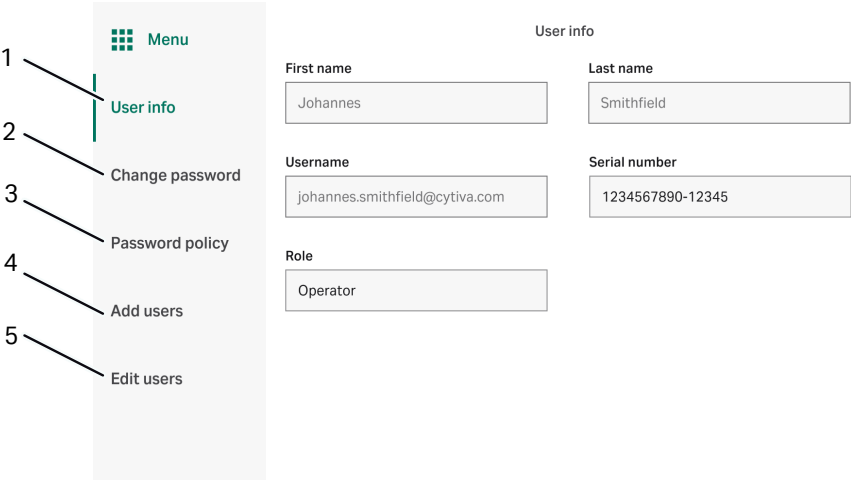 1
2
3
4
5
Menu
User info
Change password
Password policy
Add users
Edit users
User info
First name
Last name
Johannes
Smithfield
Username
Serial number
johannes.smithfield@cytiva.com
1234567890-12345
Role
Operator